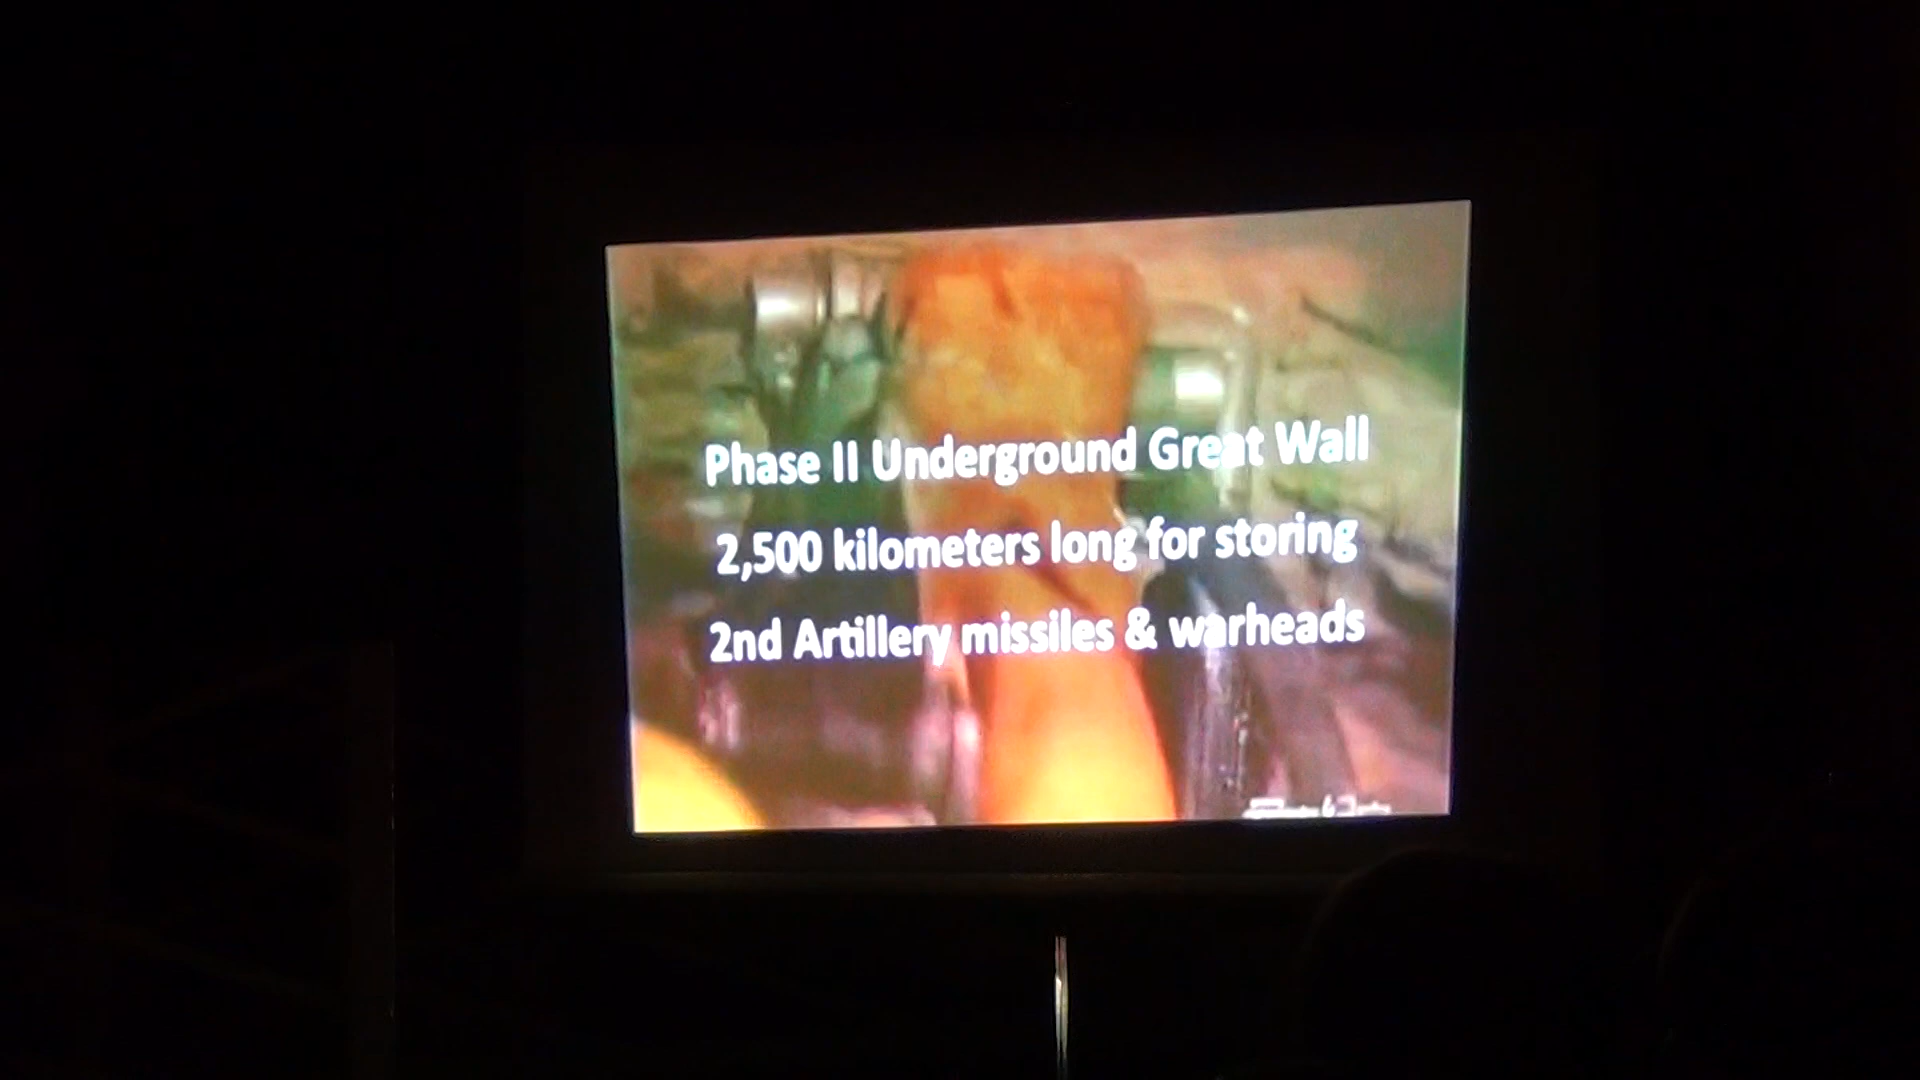 Phase II Underground Great Wall
2,500 kilometers long for storing
2nd Artillery missiles & warheads